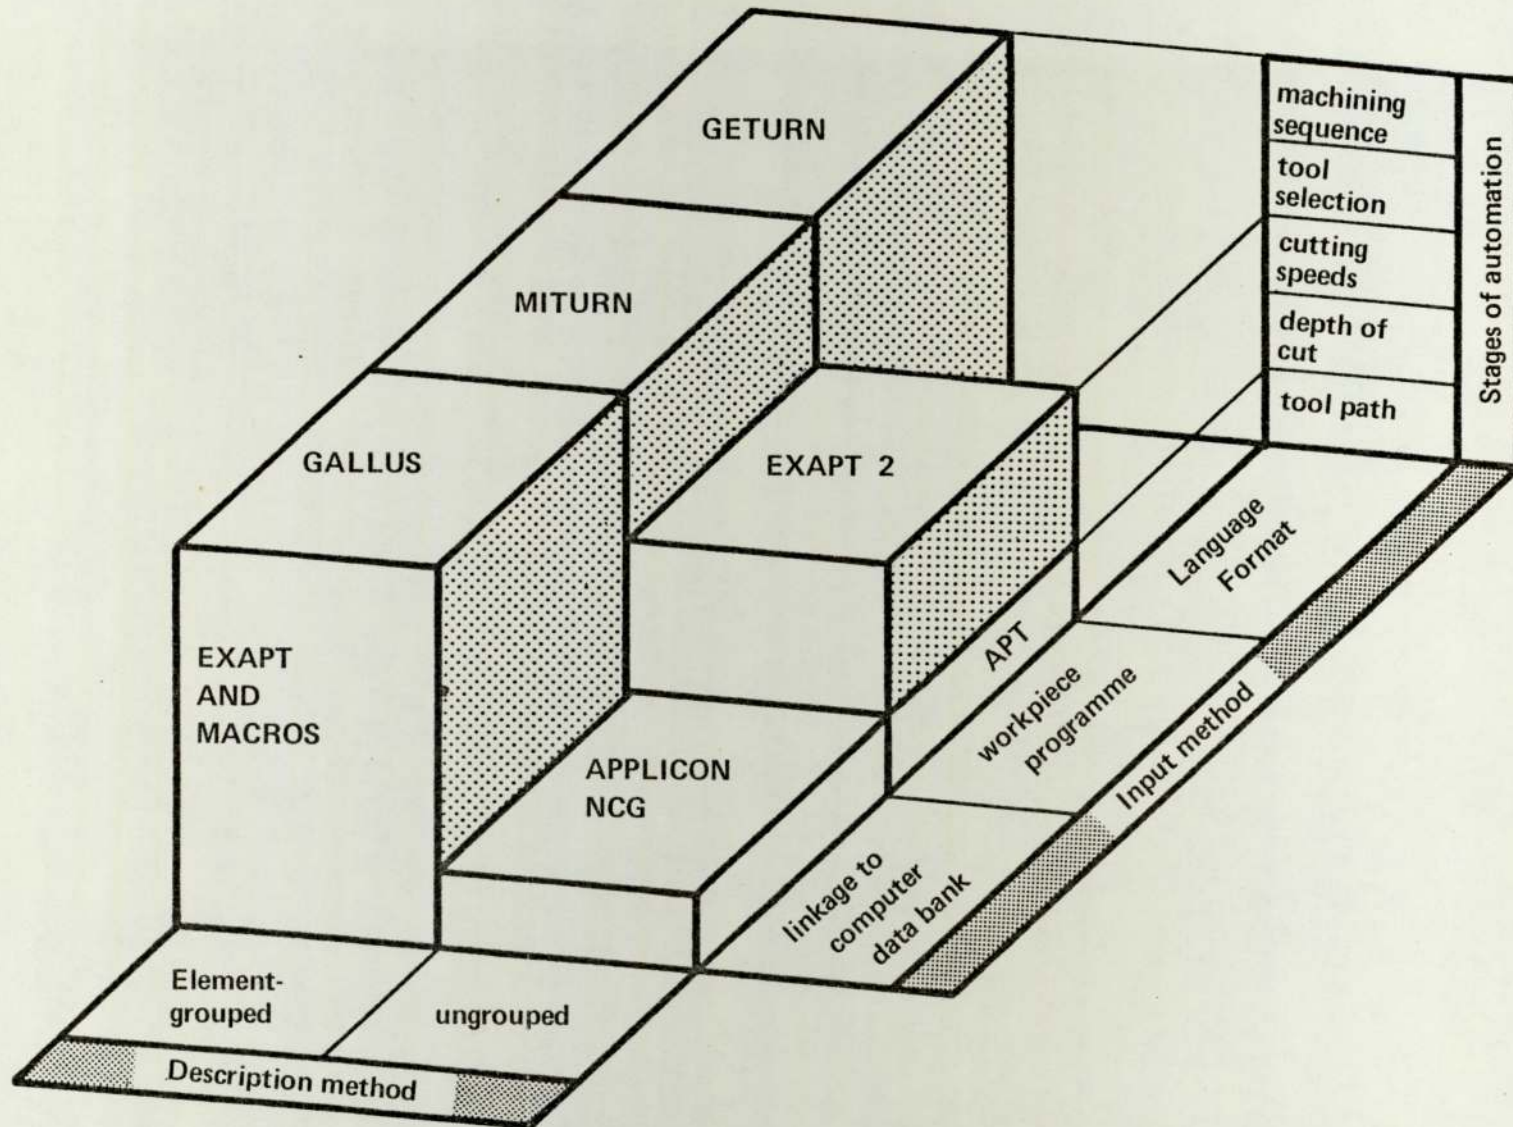 GETURN
machining
sequence
tool
selection
cutting
speeds
depth of
cut
tool path
Stages of automation
MITURN
GALLUS
EXAPT 2
Language
Format
EXAPT
AND
MACROS
APT
workpiece
programme
Input method
APPLICON
NCG
linkage to
computer
data bank
Element-
grouped
ungrouped
Description method